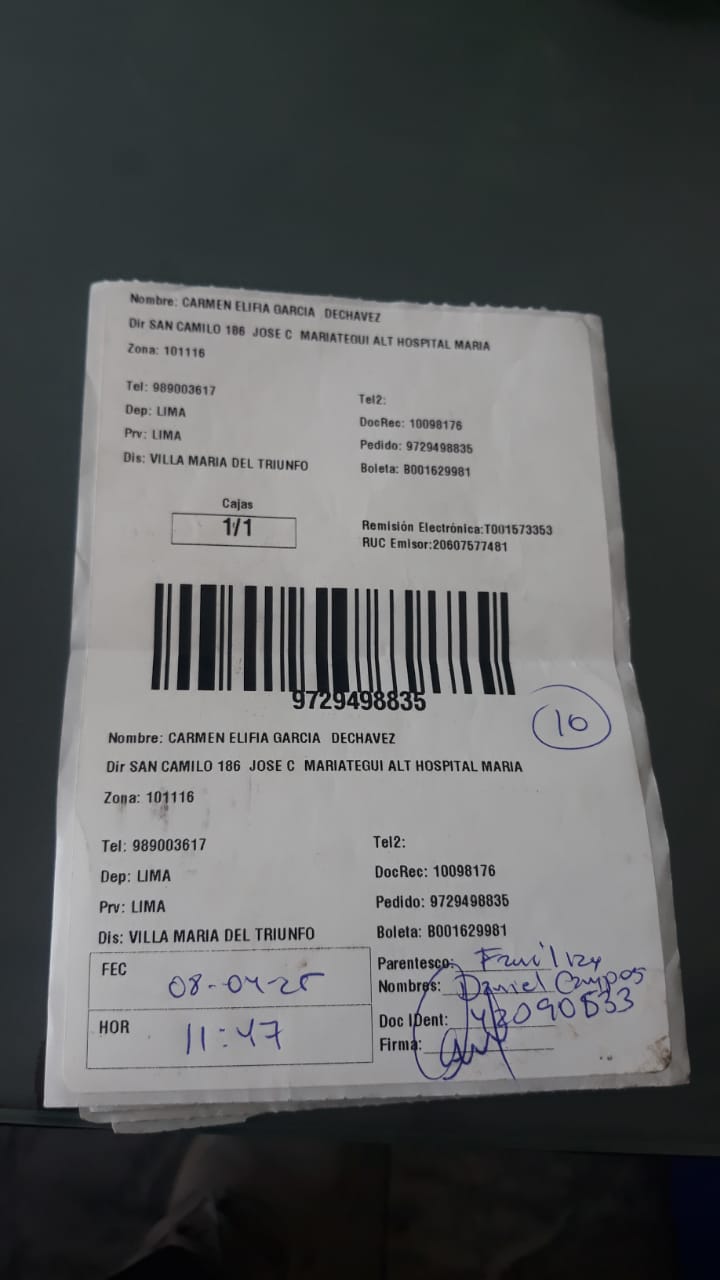 Nombre: CARMEN ELIFIA GARCIA DECHAVEZ
Dir SAN CAMILO 186 JOSE C MARIATEGUI ALT HOSPITAL MARIA
Zona: 101116
Tel: 989003617
Tel2:
Dep: LIMA
DocRec: 10098176
Prv: LIMA
Pedido: 9729498835
Dis: VILLA MARIA DEL TRIUNFO
Boleta: B001629981
Cajas
1/1
Remisión Electrónica:T001573353
RUC Emisor:20607577481
9729498835
16
Nombre: CARMEN ELIFIA GARCIA DECHAVEZ
Dir SAN CAMILO 186 JOSE C MARIATEGUI ALT HOSPITAL MARIA
Zona: 101116
Tel: 989003617
Tel2:
Dep: LIMA
DocRec: 10098176
Prv: LIMA
Pedido: 9729498835
Dis: VILLA MARIA DEL TRIUNFO
Boleta: B001629981
FEC 08-04-25
Parentesco:
Nombres: Daniel Campos
HOR 11:47
Doc IDent:
Firma: